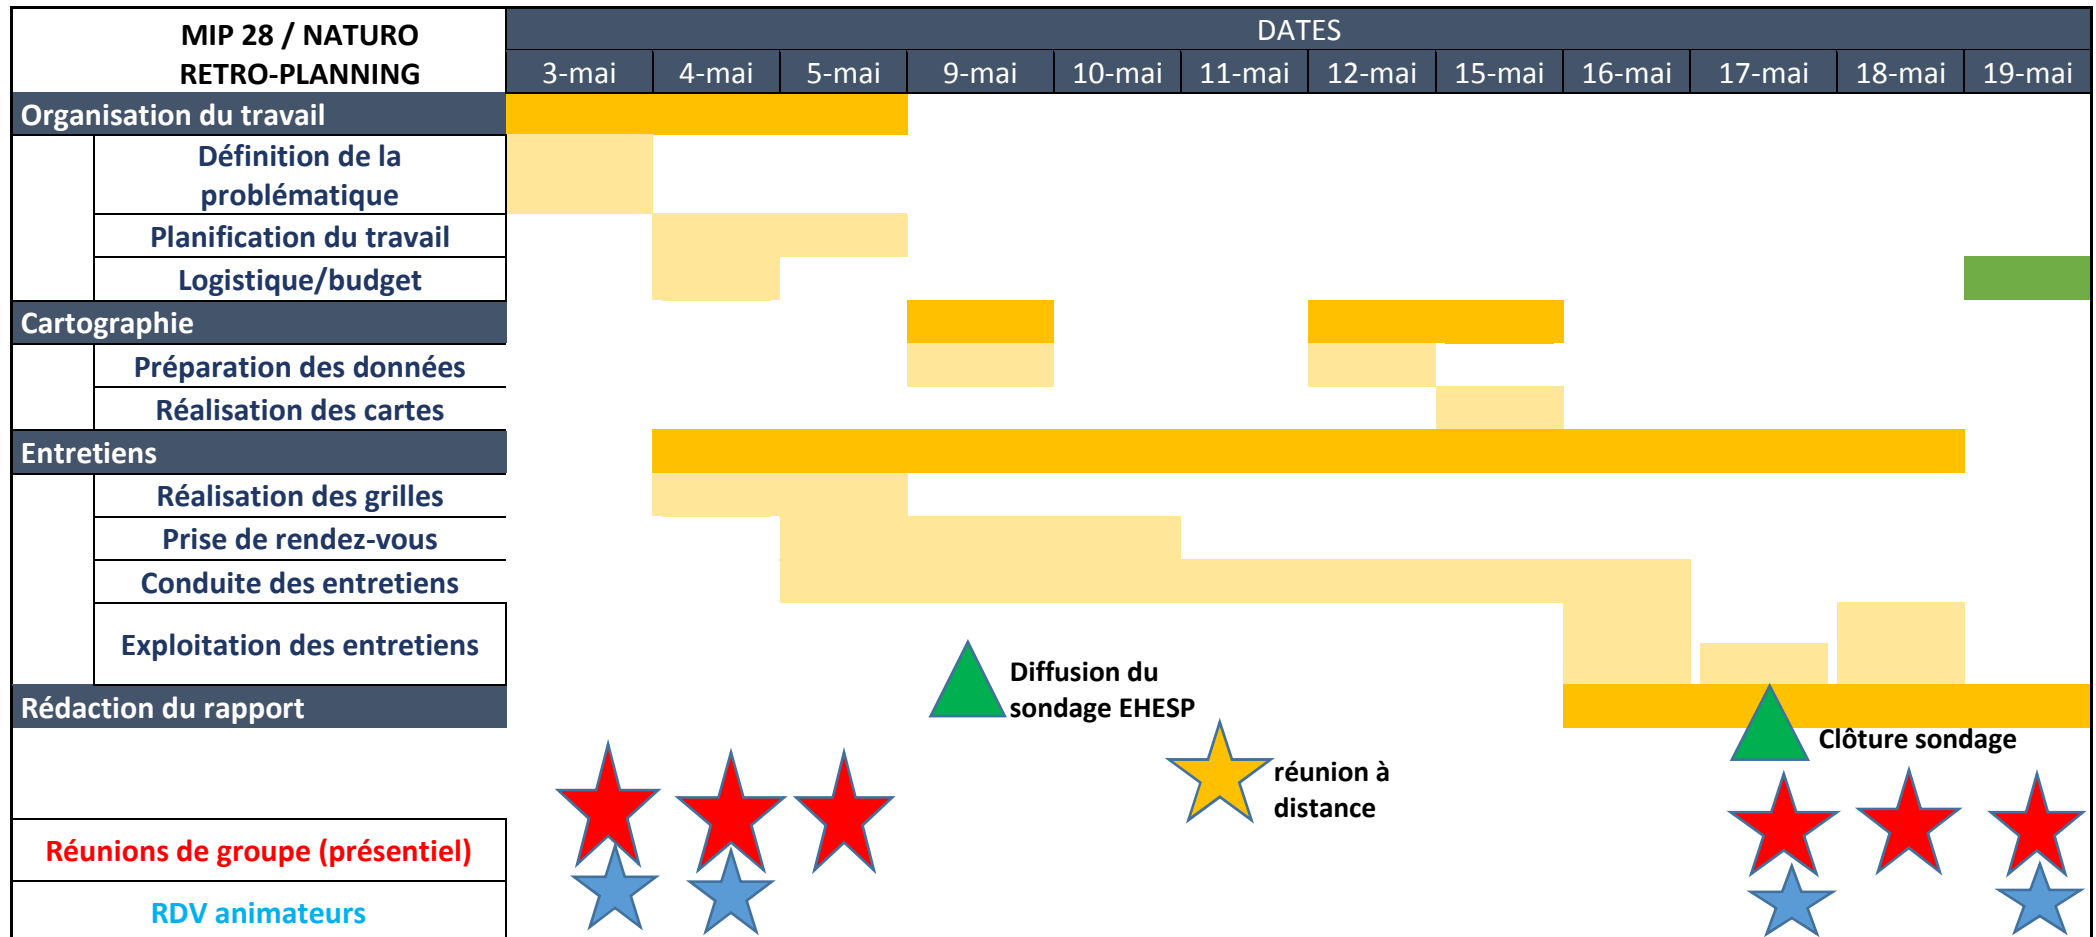 MIP 28 / NATURO
RETRO-PLANNING
DATES
3-mai 4-mai 5-mai 9-mai 10-mai 11-mai 12-mai 15-mai 16-mai 17-mai 18-mai 19-mai
Organisation du travail
Définition de la
problématique
Planification du travail
Logistique/budget
Cartographie
Préparation des données
Réalisation des cartes
Entretiens
Réalisation des grilles
Prise de rendez-vous
Conduite des entretiens
Exploitation des entretiens
Diffusion du
sondage EHESP
Rédaction du rapport
Clôture sondage
réunion à
distance
Réunions de groupe (présentiel)
RDV animateurs